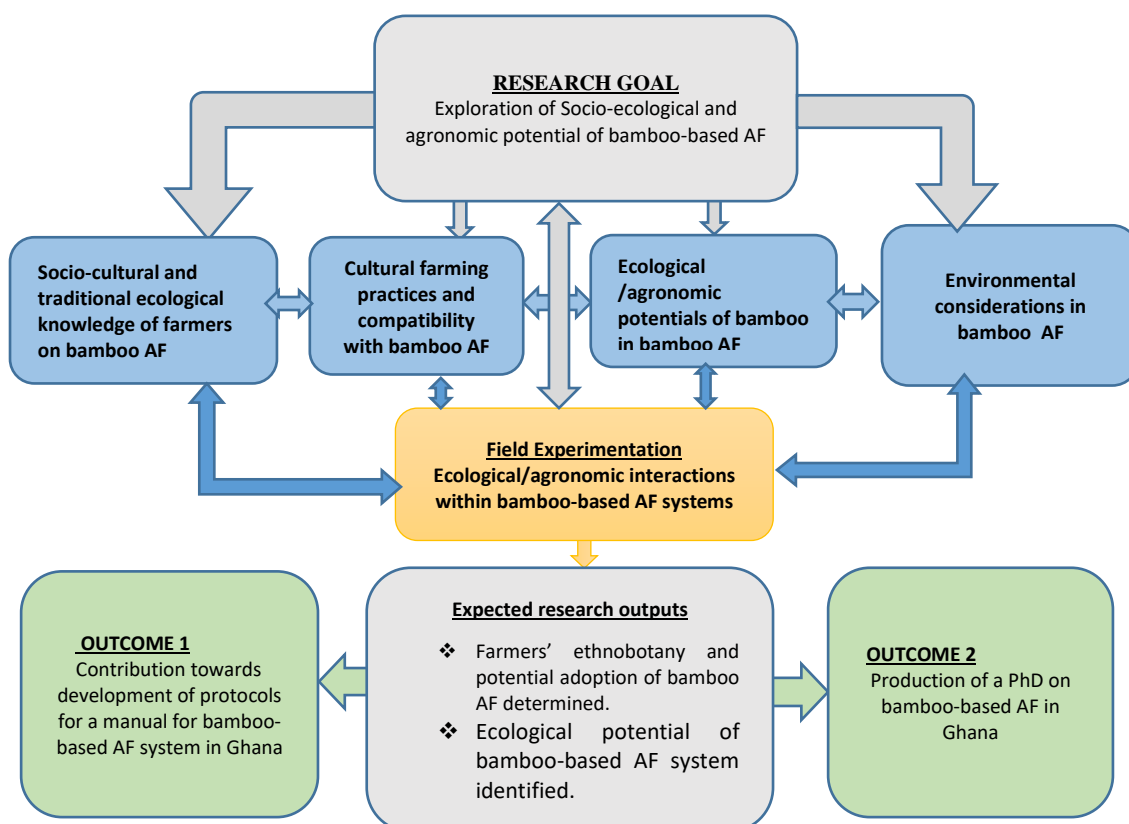 RESEARCH GOAL
Exploration of Socio-ecological and
agronomic potential of bamboo-based AF
Socio-cultural and
traditional ecological
knowledge of farmers
on bamboo AF
Cultural farming
practices and
compatibility
with bamboo AF
Ecological
/agronomic
potentials of bamboo
in bamboo AF
Environmental
considerations in
bamboo AF
Field Experimentation
Ecological/agronomic interactions
within bamboo-based AF systems
OUTCOME 1
Contribution towards
development of protocols
for a manual for bamboo-
based AF system in Ghana
Expected research outputs
❖ Farmers' ethnobotany and
potential adoption of bamboo
AF determined.
❖ Ecological potential of
bamboo-based AF system
identified.
OUTCOME 2
Production of a PhD on
bamboo-based AF in
Ghana